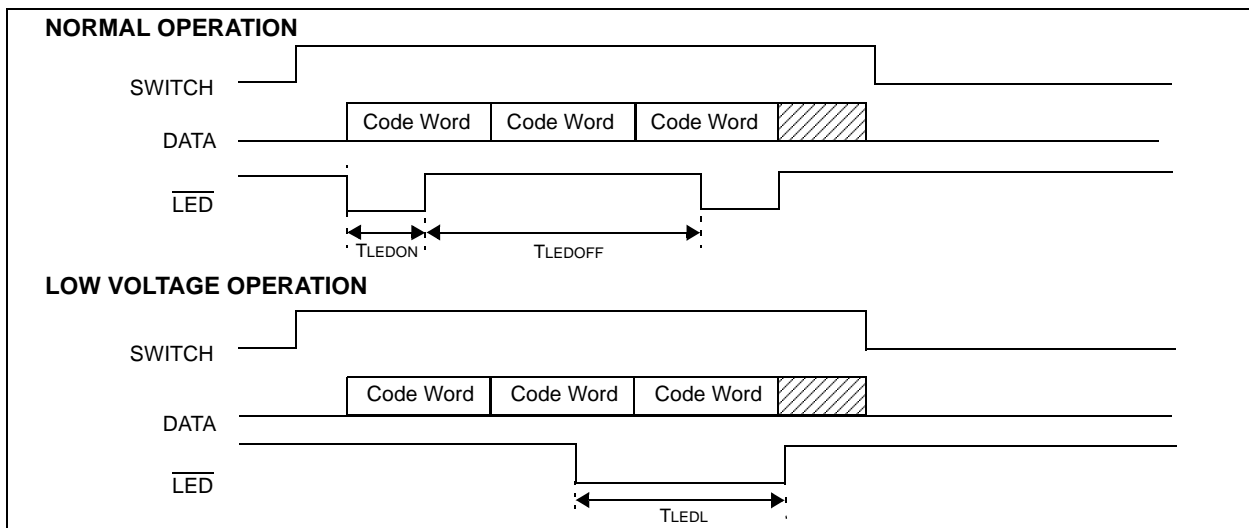 NORMAL OPERATION
SWITCH
Code Word Code Word Code Word
DATA
LED
TLEDON TLEDOFF
LOW VOLTAGE OPERATION
SWITCH
Code Word Code Word Code Word
DATA
LED
TLEDL